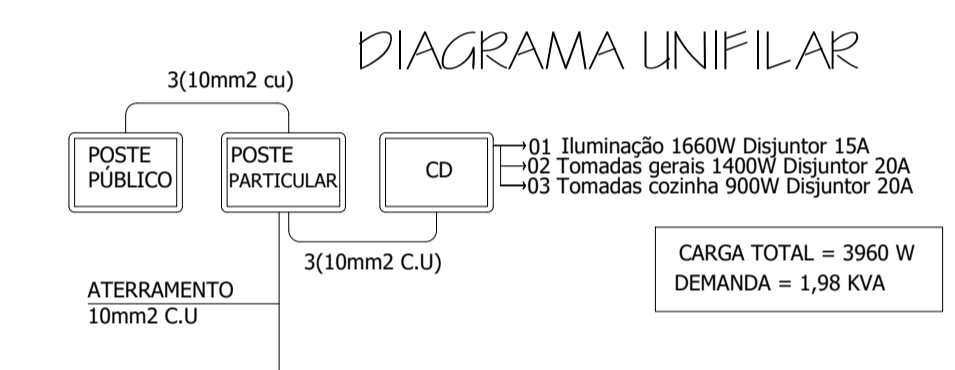 DIAGRAMA UNIFILAR
3(10mm2 cu)
POSTE
PÚBLICO
POSTE
PARTICULAR
CD
01 Iluminação 1660W Disjuntor 15A
02 Tomadas gerais 1400W Disjuntor 20A
03 Tomadas cozinha 900W Disjuntor 20A
3(10mm2 C.U)
CARGA TOTAL = 3960 W
DEMANDA = 1,98 KVA
ATERRAMENTO
10mm2 C.U